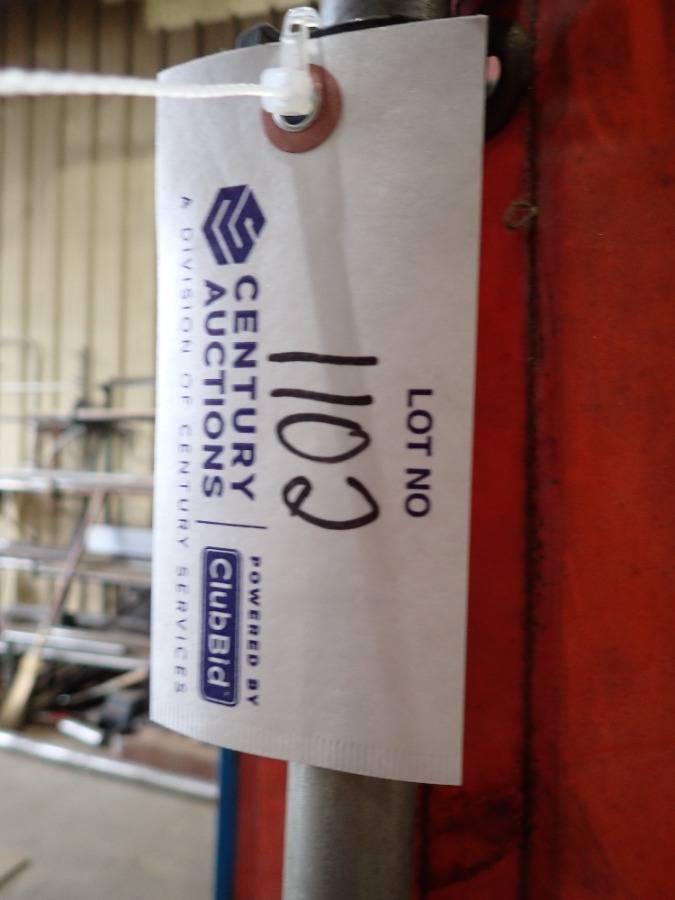 LOT NO
1102
CENTURY
AUCTIONS
POWERED BY
ClubBid
A DIVISION OF CENTURY SERVICES